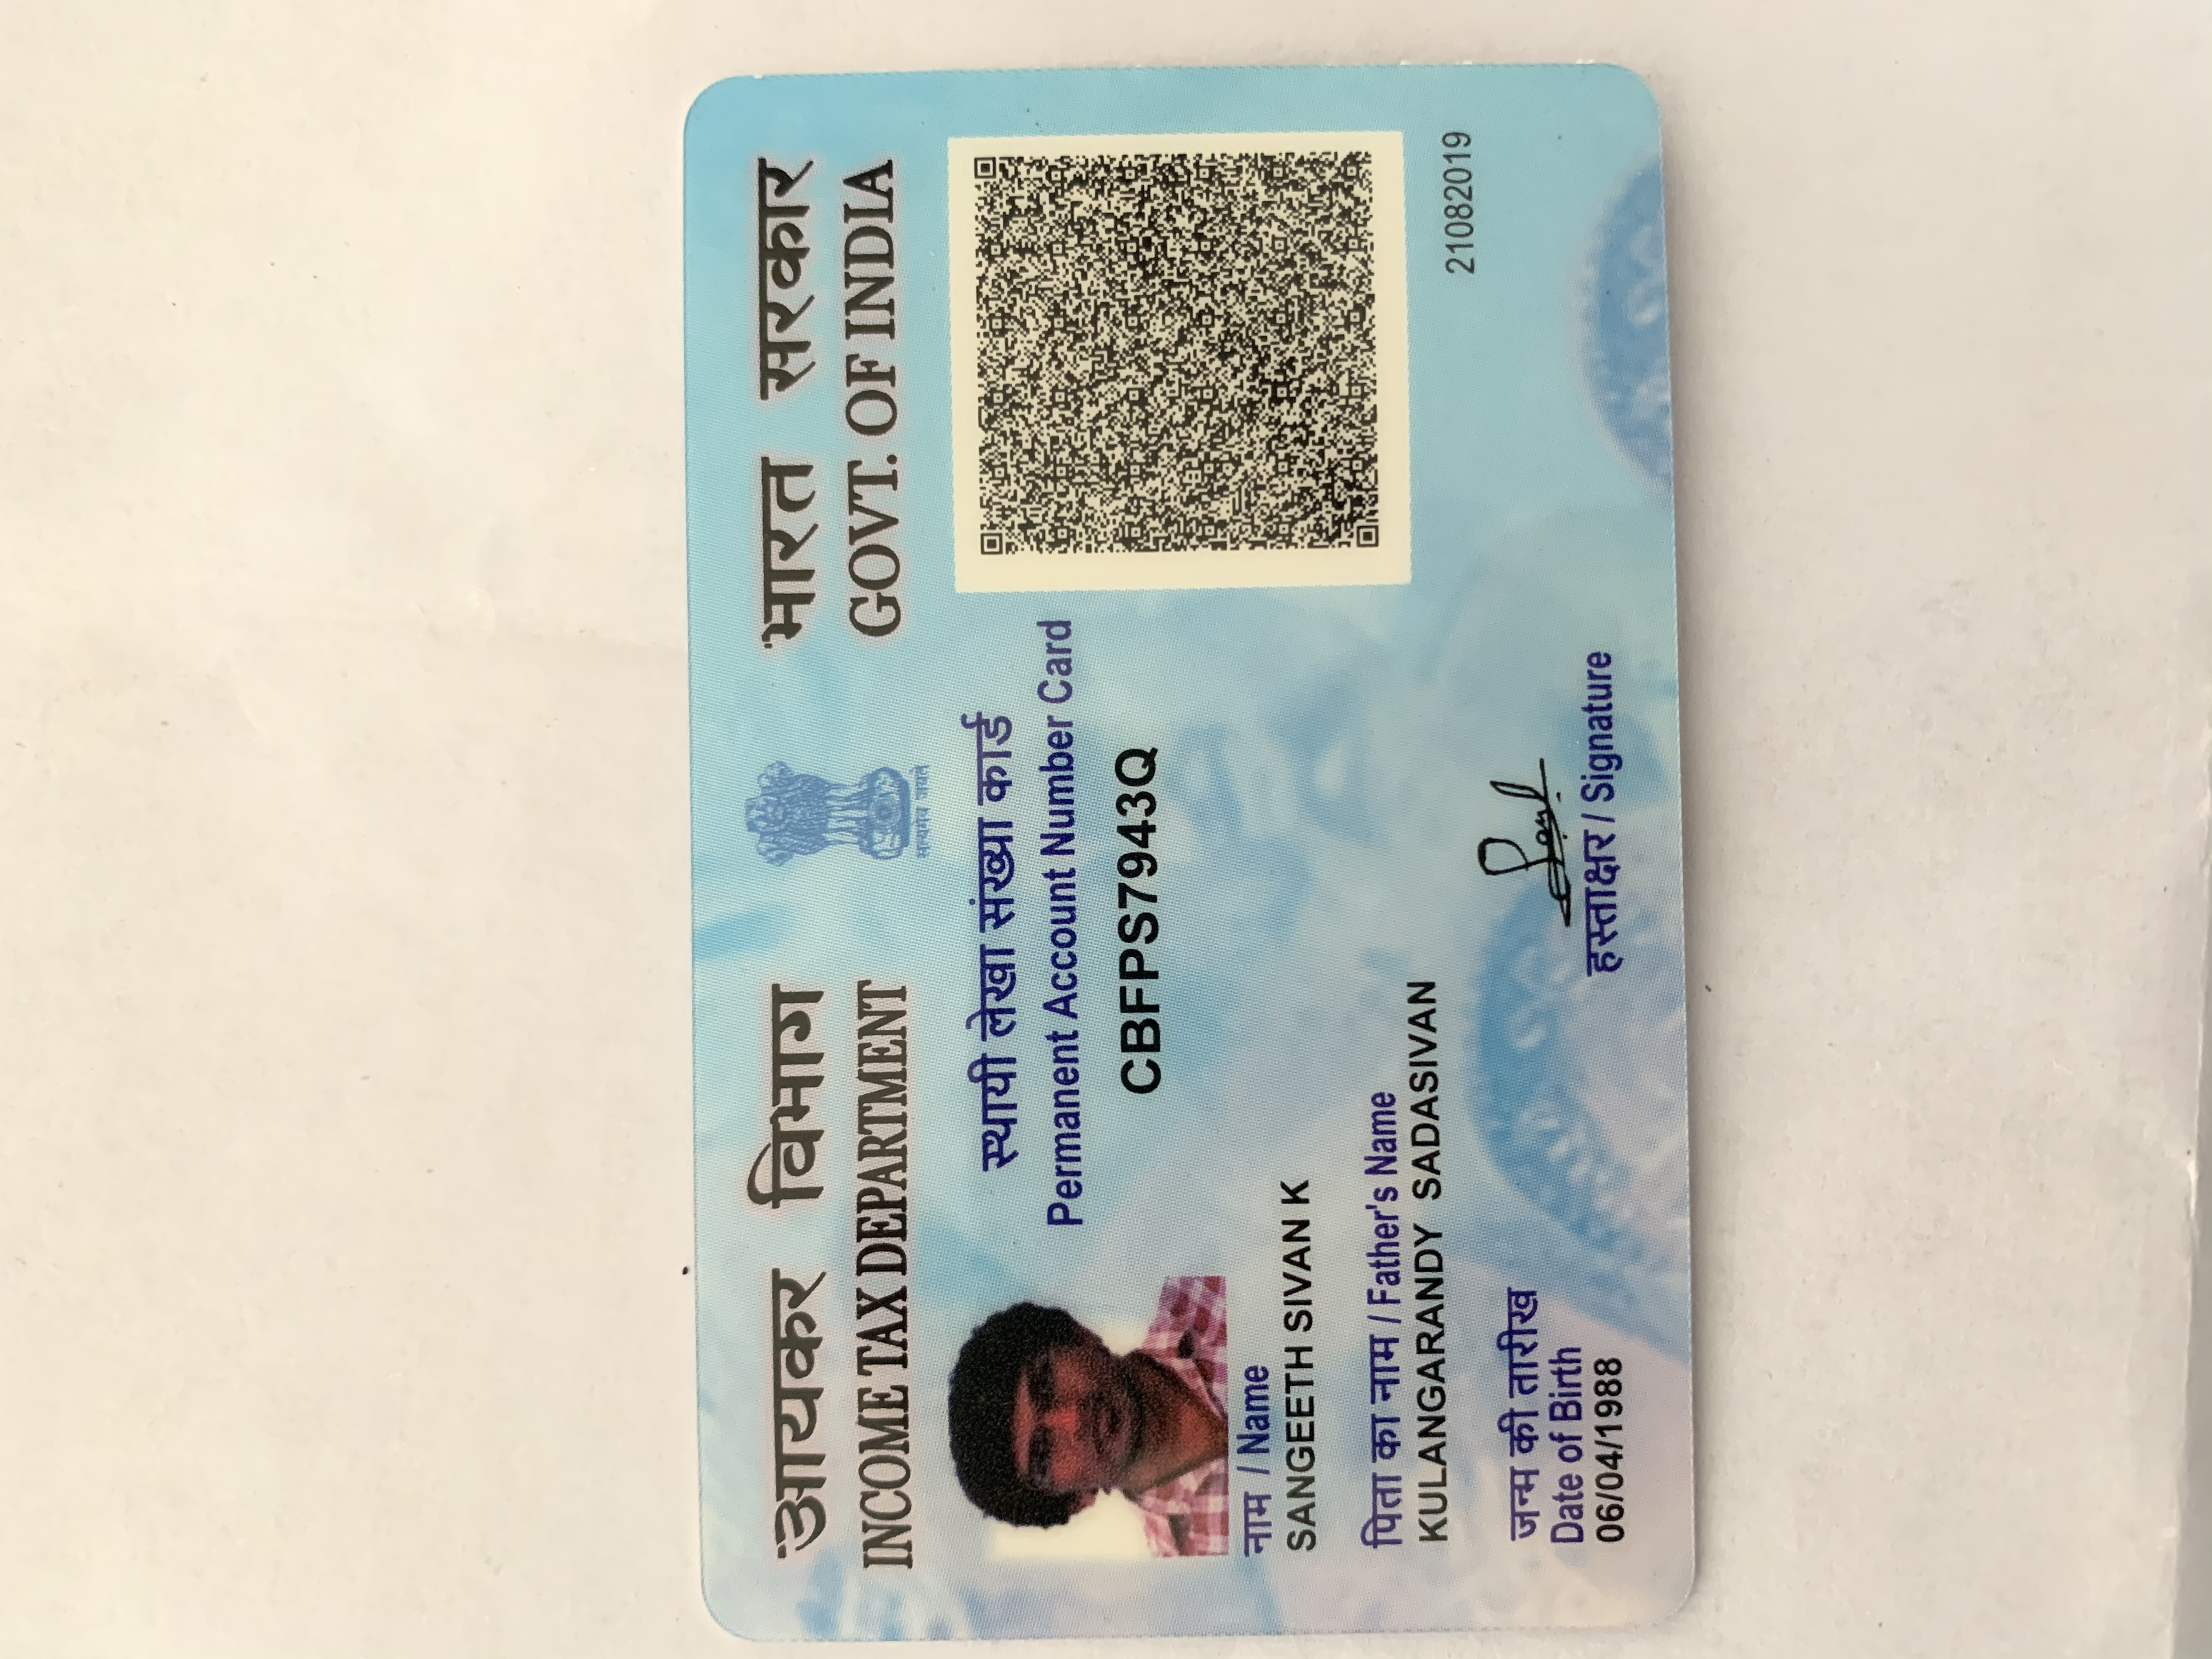 आयकर विभाग
INCOME TAX DEPARTMENT
सत्यमेव जयते
भारत सरकार
GOVT. OF INDIA
स्थायी लेखा संख्या कार्ड
Permanent Account Number Card
CBFPS7943Q
नाम / Name
SANGEETH SIVAN K
पिता का नाम / Father's Name
KULANGARANDY SADASIVAN
जन्म की तारीख
Date of Birth
06/04/1988
हस्ताक्षर / Signature
21082019